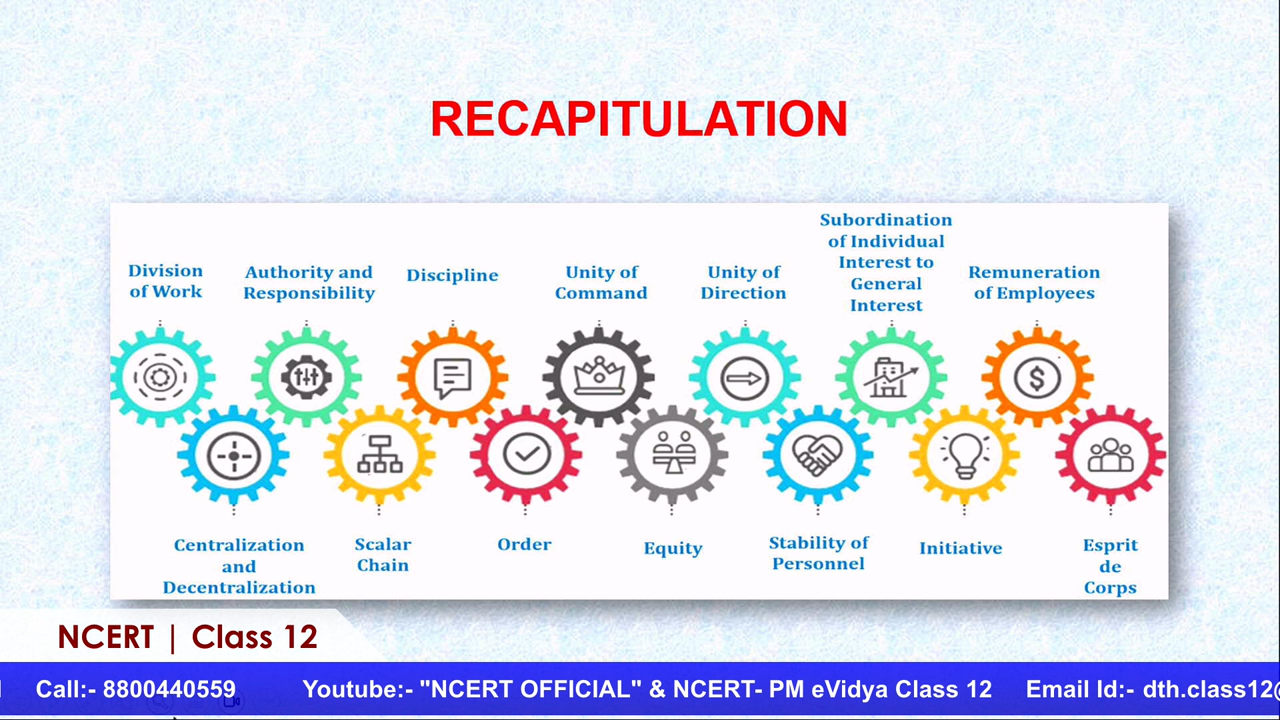 RECAPITULATION
Division
of Work
Authority and
Responsibility
Discipline
Unity of
Command
Unity of
Direction
Subordination
of Individual
Interest to
General
Interest
Remuneration
of Employees
$
Centralization
and
Decentralization
Scalar
Chain
Order
Equity
Stability of
Personnel
Initiative
Esprit
de
Corps
NCERT | Class 12
Call:- 8800440559 Youtube:- "NCERT OFFICIAL" & NCERT- PM eVidya Class 12 Email Id:- dth.class12@